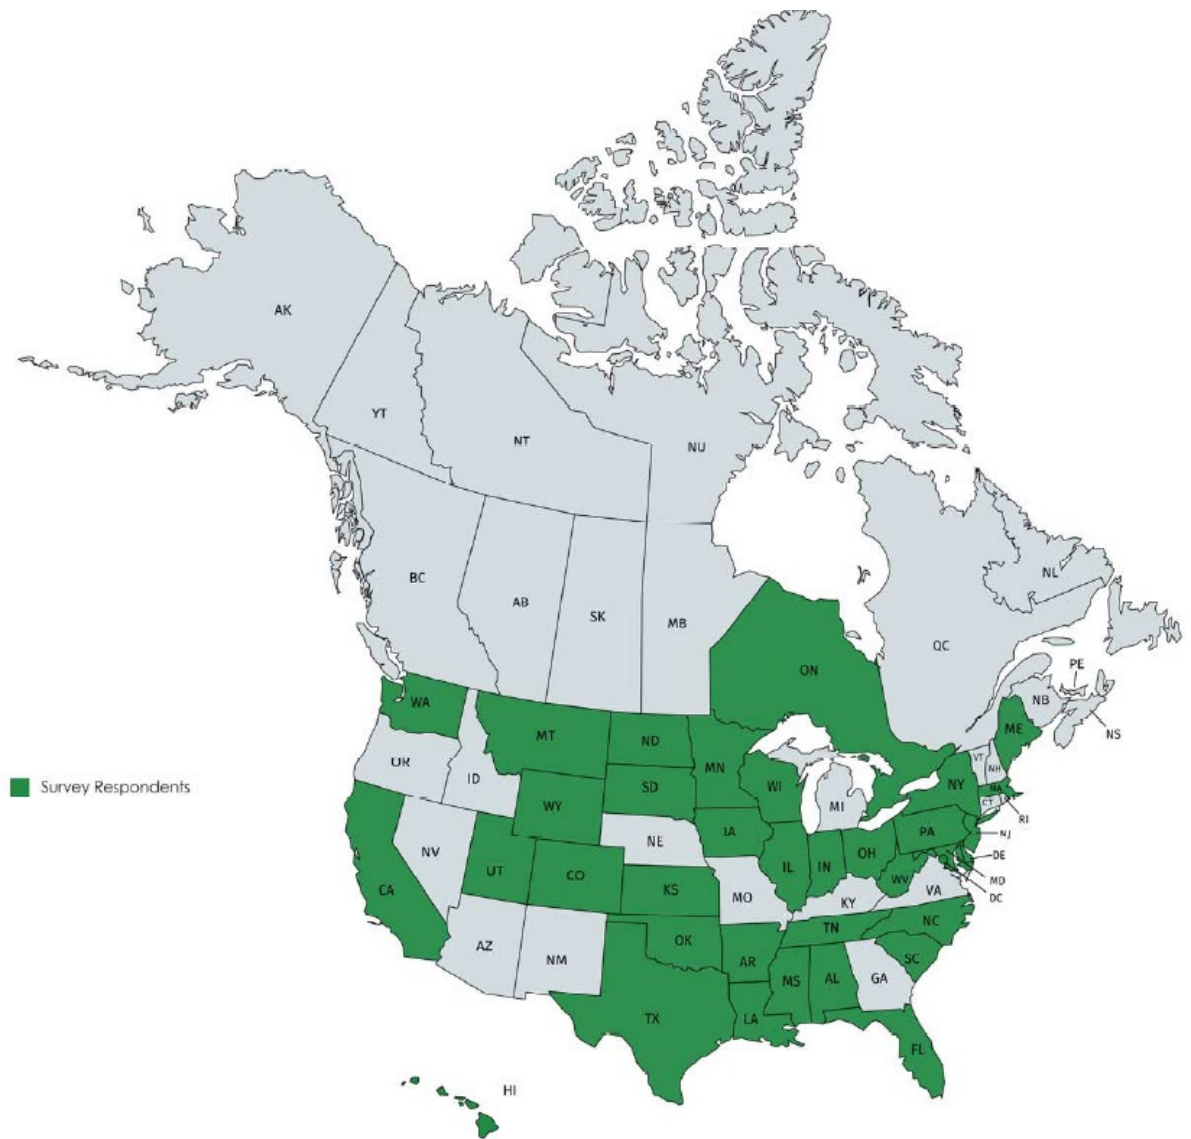 AK
YT
NT
NU
BC
AB
SK
MB
NL
QC
ON
PE
NB
NS
WA
MT
ND
MN
ME
OR
ID
SD
WI
MI
VT
NH
NY
MA
CT
RI
Survey Respondents
WY
NE
IA
PA
NJ
NV
UT
CO
IL
IN
OH
DE
CA
KS
MO
KY
WV
VA
MD
DC
AZ
NM
OK
AR
TN
NC
SC
TX
LA
MS
AL
GA
FL
HI